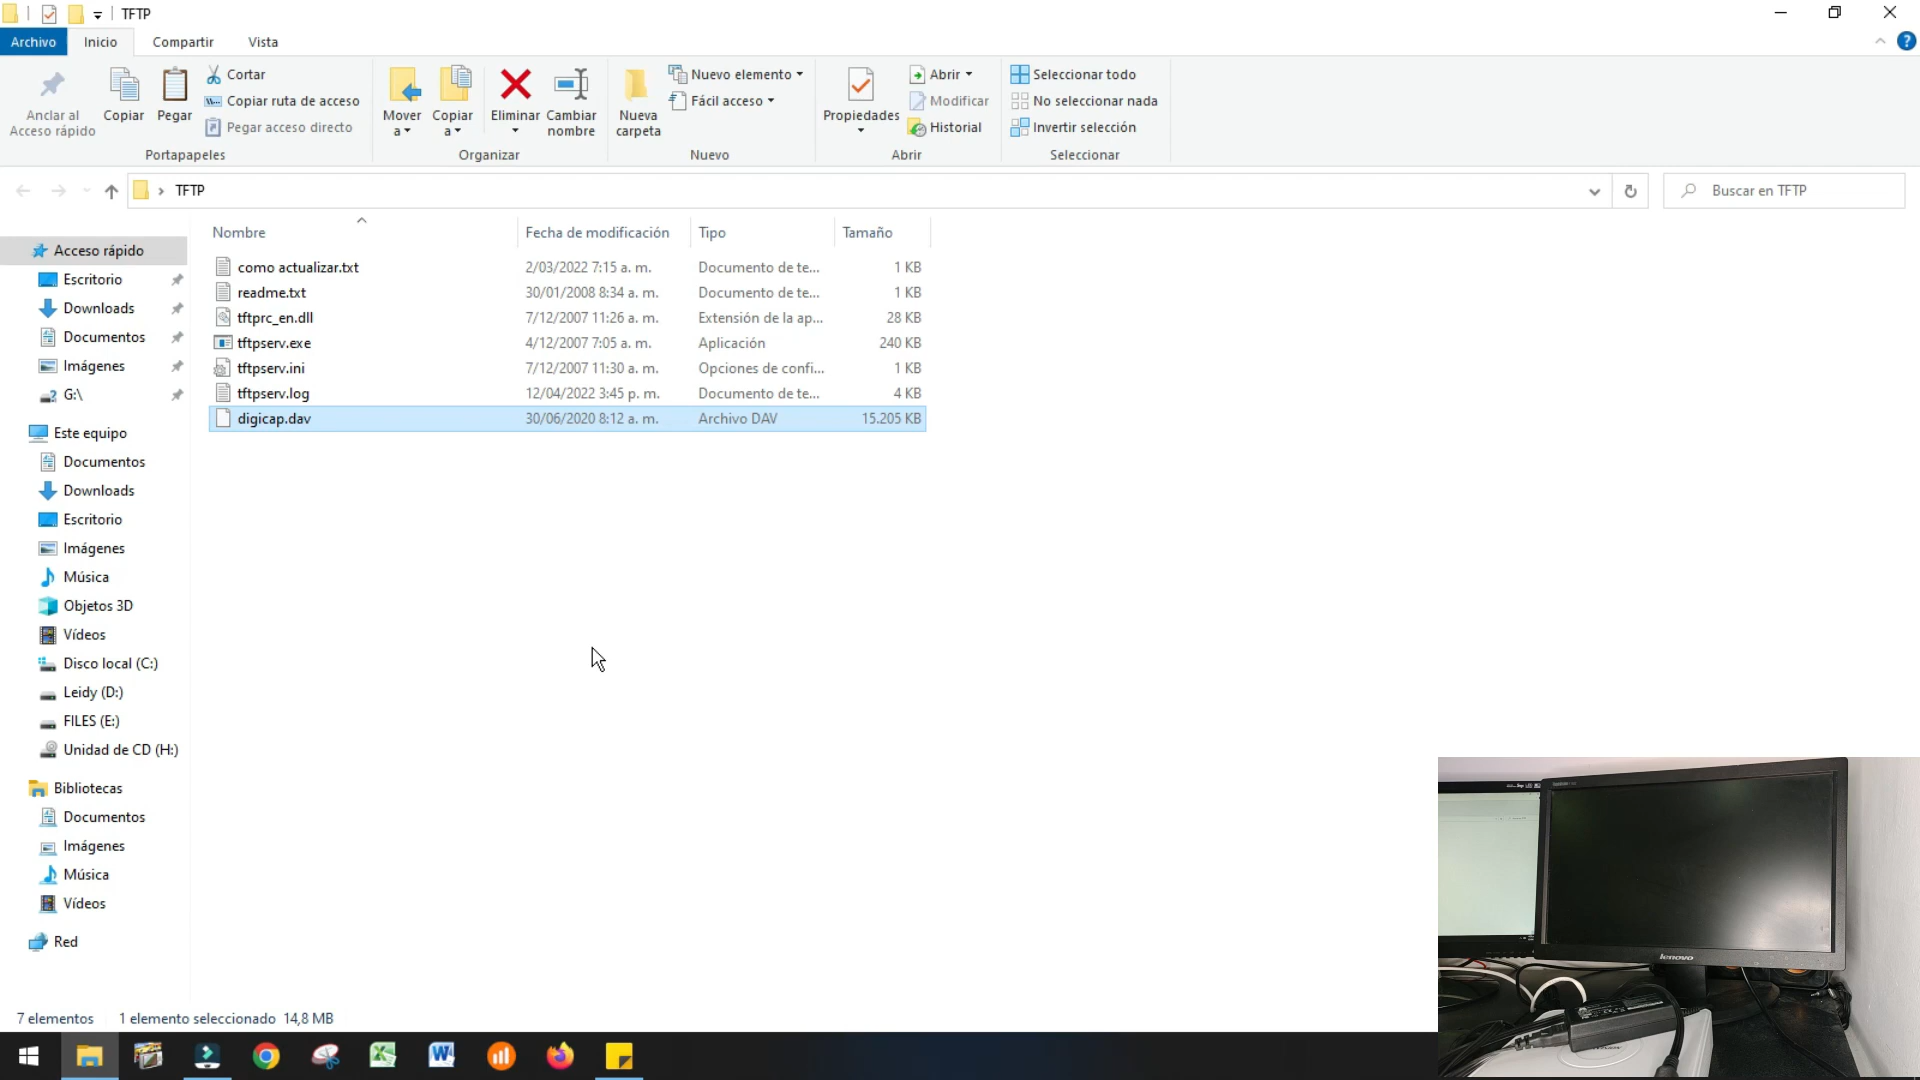 TFTP
Archivo Inicio Compartir Vista
Anclar al Acceso rápido
Copiar
Pegar
Cortar
Copiar ruta de acceso
Pegar acceso directo
Portapapeles
Mover a
Copiar a
Eliminar
Cambiar nombre
Organizar
Nueva carpeta
Nuevo elemento
Fácil acceso
Nuevo
Propiedades
Abrir
Modificar
Historial
Abrir
Seleccionar todo
No seleccionar nada
Invertir selección
Seleccionar
TFTP
Buscar en TFTP
Nombre Fecha de modificación Tipo Tamaño
como actualizar.txt 2/03/2022 7:15 a. m. Documento de te... 1 KB
readme.txt 30/01/2008 8:34 a. m. Documento de te... 1 KB
tftprc_en.dll 7/12/2007 11:26 a. m. Extensión de la ap... 28 KB
tftpserv.exe 4/12/2007 7:05 a. m. Aplicación 240 KB
tftpserv.ini 7/12/2007 11:30 a. m. Opciones de confi... 1 KB
tftpserv.log 12/04/2022 3:45 p. m. Documento de te... 4 KB
digicap.dav 30/06/2020 8:12 a. m. Archivo DAV 15.205 KB
Acceso rápido
Escritorio
Downloads
Documentos
Imágenes
G:\
Este equipo
Documentos
Downloads
Escritorio
Imágenes
Música
Objetos 3D
Vídeos
Disco local (C:)
Leidy (D:)
FILES (E:)
Unidad de CD (H:)
Bibliotecas
Documentos
Imágenes
Música
Vídeos
Red
7 elementos 1 elemento seleccionado 14,8 MB
lenovo